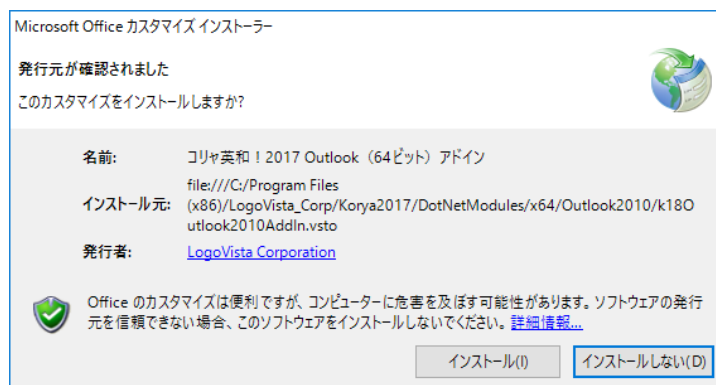 Microsoft Office カスタマイズ インストーラー
発行元が確認されました
このカスタマイズをインストールしますか?
名前: コリャ英和！2017 Outlook（64ビット）アドイン
インストール元: file:///C:/Program Files
(x86)/LogoVista_Corp/Korya2017/DotNetModules/x64/Outlook2010/k18O
utlook2010AddIn.vsto
発行者: LogoVista Corporation
Office のカスタマイズは便利ですが、コンピューターに危害を及ぼす可能性があります。ソフトウェアの発行
元を信頼できない場合、このソフトウェアをインストールしないでください。詳細情報...
インストール(I) インストールしない(D)